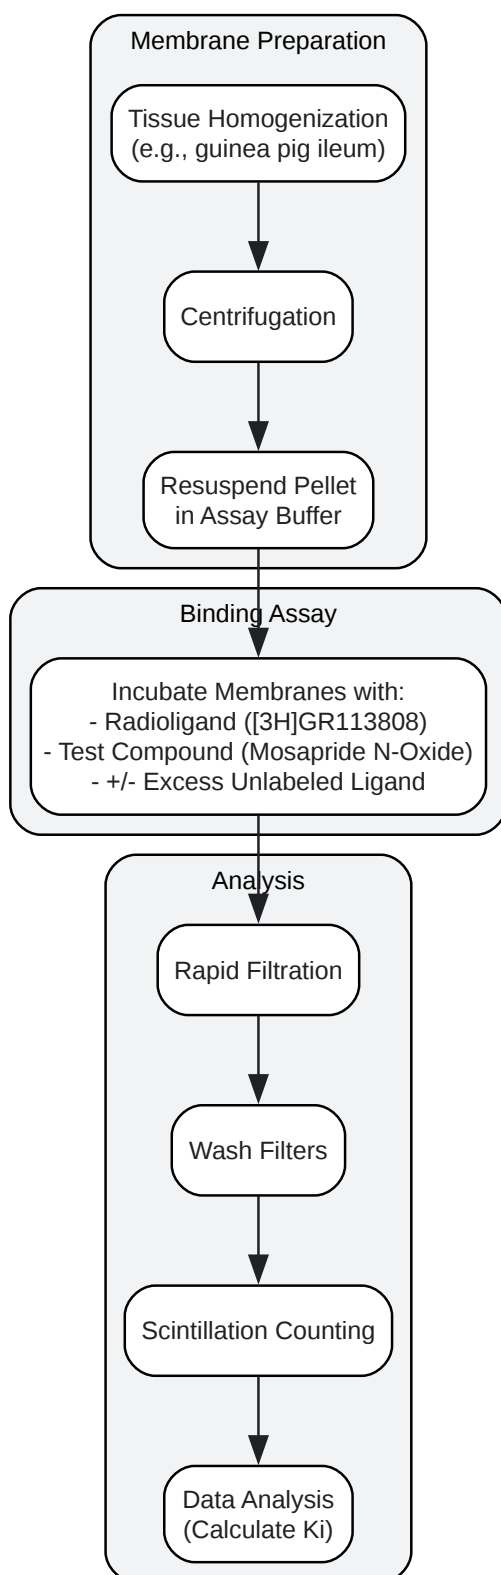 Membrane Preparation
Tissue Homogenization
(e.g., guinea pig ileum)
Centrifugation
Resuspend Pellet
in Assay Buffer
Binding Assay
Incubate Membranes with:
- Radioligand ([3H]GR113808)
- Test Compound (Mosapride N-Oxide)
- +/- Excess Unlabeled Ligand
Analysis
Rapid Filtration
Wash Filters
Scintillation Counting
Data Analysis
(Calculate Ki)